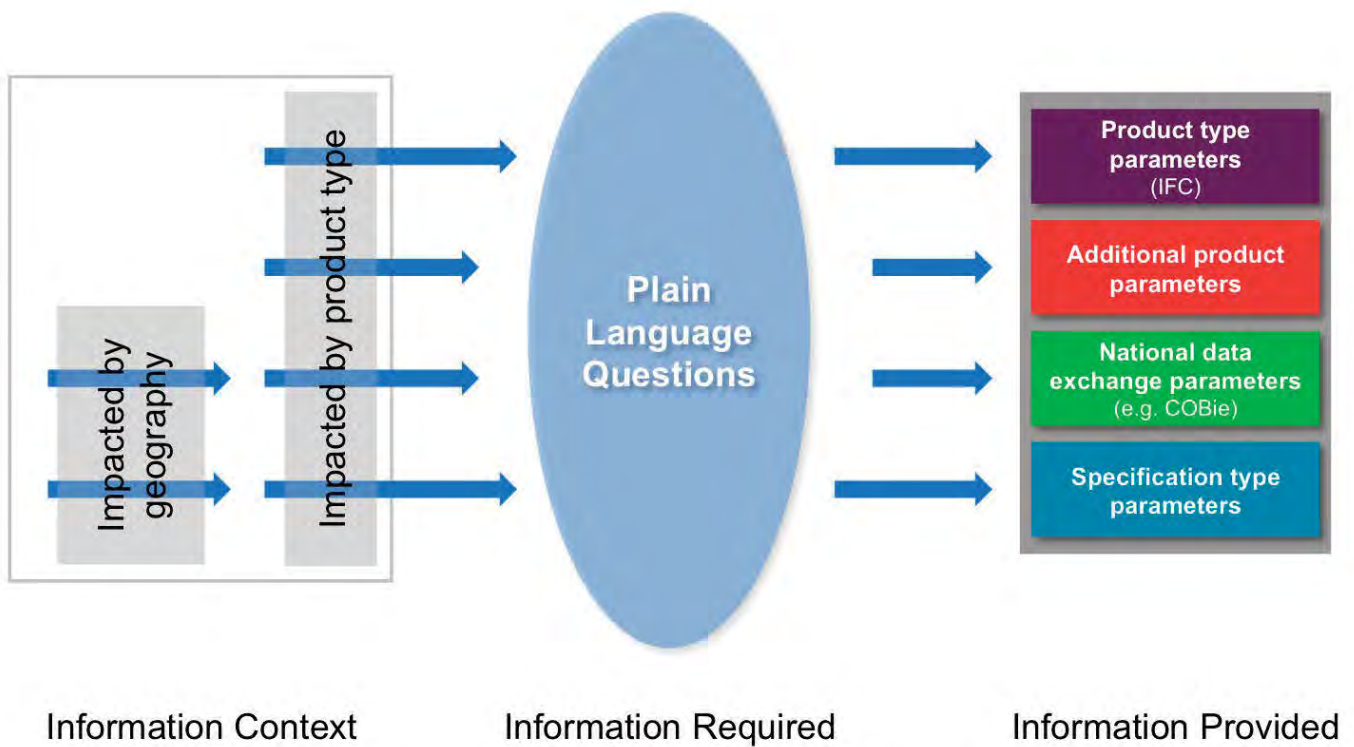 Impacted by
geography
Impacted by product type
Plain
Language
Questions
Product type
parameters
(IFC)
Additional product
parameters
National data
exchange parameters
(e.g. COBie)
Specification type
parameters
Information Context
Information Required
Information Provided